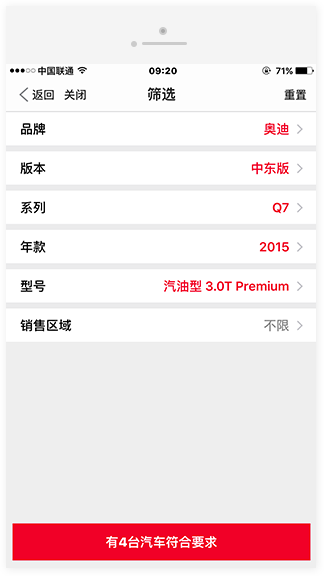 中国联通 09:20 71%
返回 关闭 筛选 重置
品牌 奥迪
版本 中东版
系列 Q7
年款 2015
型号 汽油型 3.0T Premium
销售区域 不限
有4台汽车符合要求